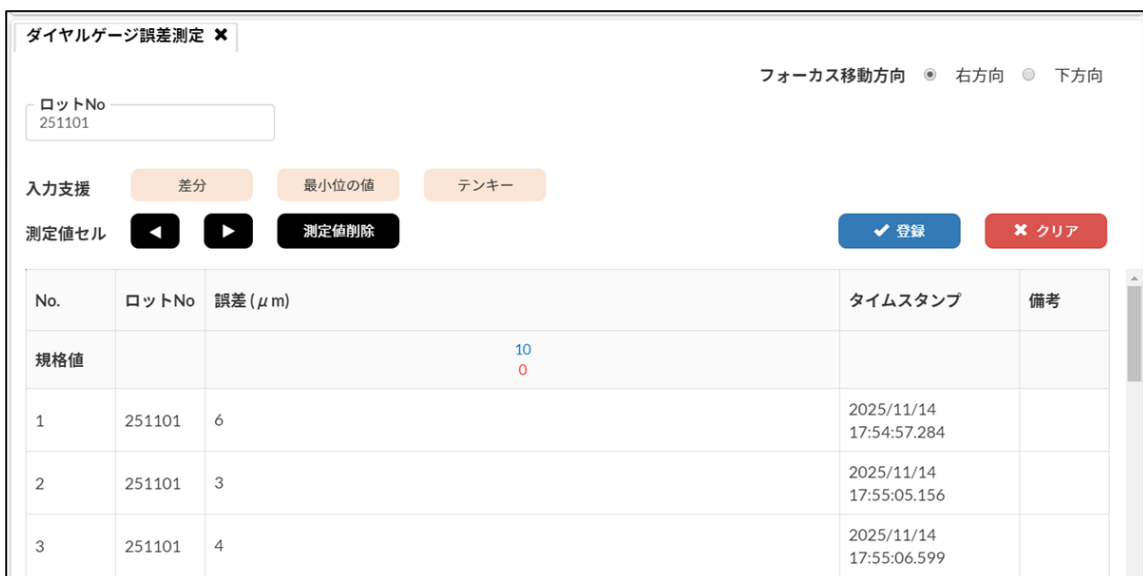 ダイヤルゲージ誤差測定 ✖
フォーカス移動方向 右方向 下方向
ロットNo
251101
入力支援 差分 最小位の値 テンキー
測定値セル ◀ ▶ 測定値削除 ✔ 登録 ✖ クリア
No. ロットNo 誤差(μm) タイムスタンプ 備考
規格値 10
0
1 251101 6 2025/11/14
17:54:57.284
2 251101 3 2025/11/14
17:55:05.156
3 251101 4 2025/11/14
17:55:06.599